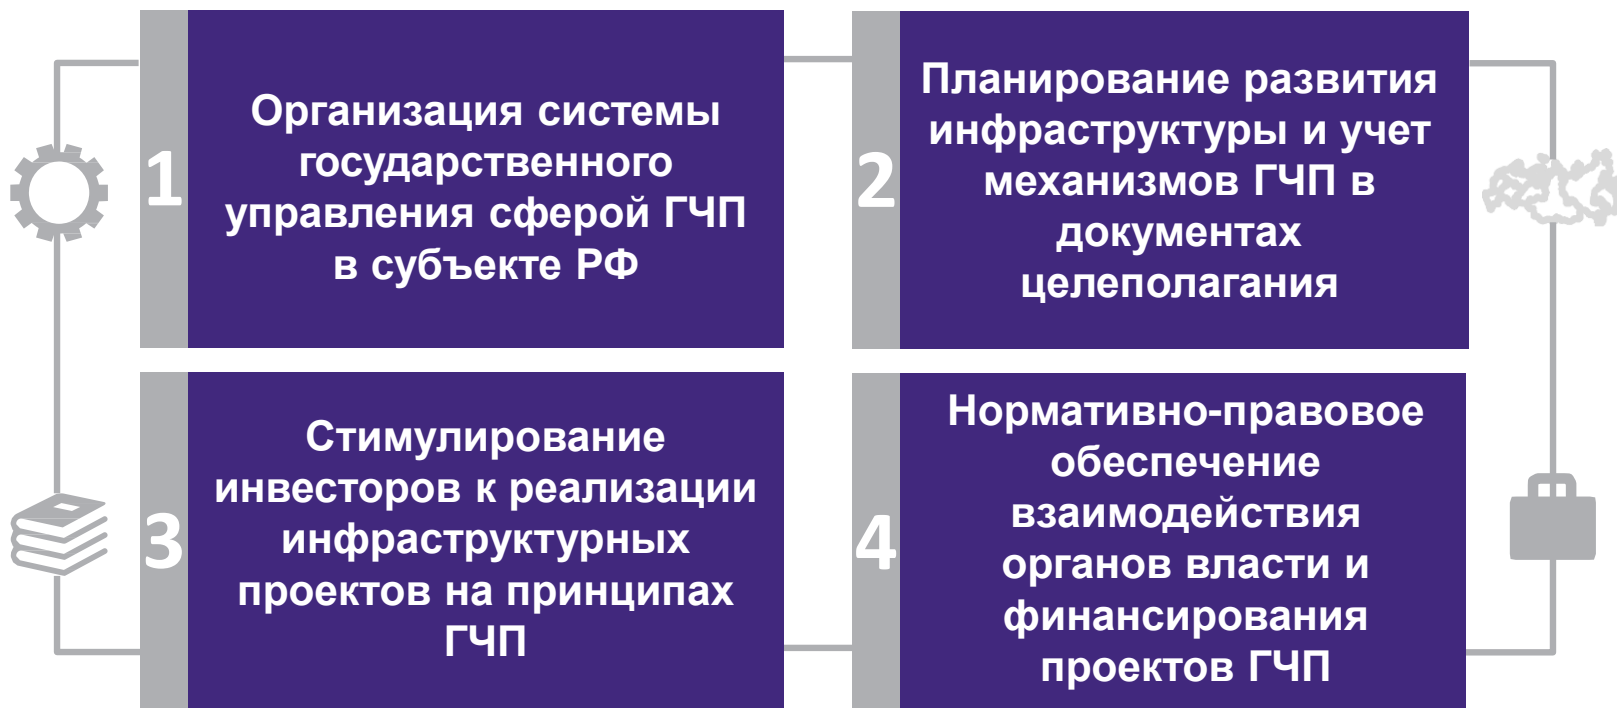 1
Организация системы
государственного
управления сферой ГЧП
в субъекте РФ
2
Планирование развития
инфраструктуры и учет
механизмов ГЧП в
документах
целеполагания
3
Стимулирование
инвесторов к реализации
инфраструктурных
проектов на принципах
ГЧП
4
Нормативно-правовое
обеспечение
взаимодействия
органов власти и
финансирования
проектов ГЧП